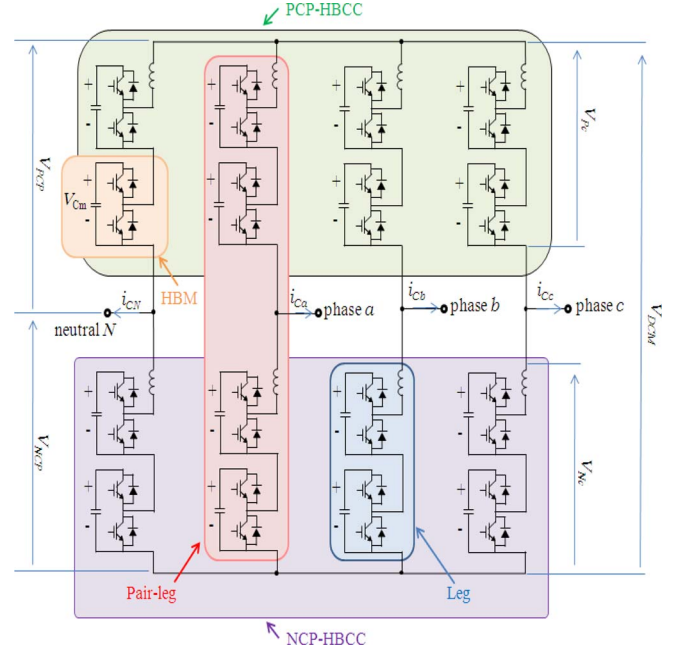 PCP-HBCC
+
-
+
-
+
-
+
-
+
V_Cm
-
+
-
+
-
+
-
V_PCP
V_Pc
HBM
i_CN
neutral N
i_Ca
phase a
i_Cb
phase b
i_Cc
phase c
V_DCM
+
-
+
-
+
-
+
-
+
-
+
-
+
-
+
-
V_NCP
V_Nc
Pair-leg
Leg
NCP-HBCC